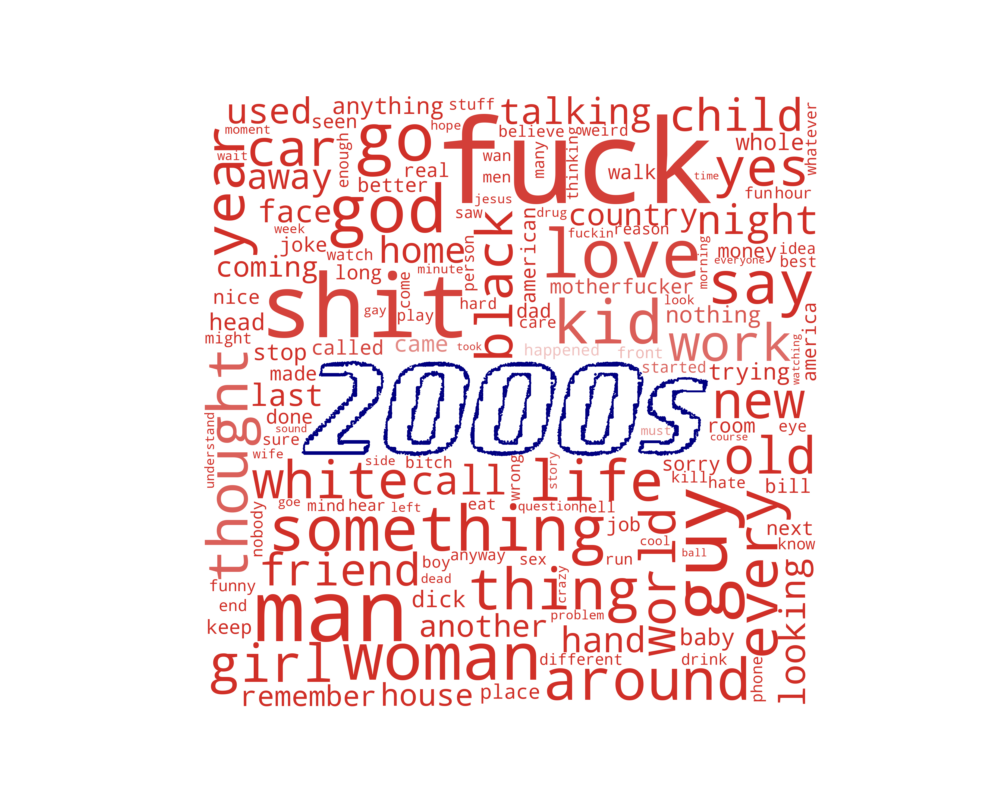 used anything stuff talking child
moment seen hope believe weird whatever
year car go fuck wan many thinking whole
wait enough real men walk time yes
away better jesus funhour
face god saw drug country night
week joke watch home person black american fuckin reason love morning money idea
coming long minute everyone best
nice shit come hard motherfucker look say
head gay play dad kid nothing america
might called came care work
thought stop took happened front watching
made started trying
last 2000s new
done must room eye
sound course
understand sure
wife side bitch wrong story sorry old
white call life kill hate bill
goe mind hear left eat question hell
nobody something job world guy every next
anyway cool know
friend boy sex run ball
funny dead crazy looking
end man dick thing problem
keep another hand baby
girl woman different drink
remember house place around phone